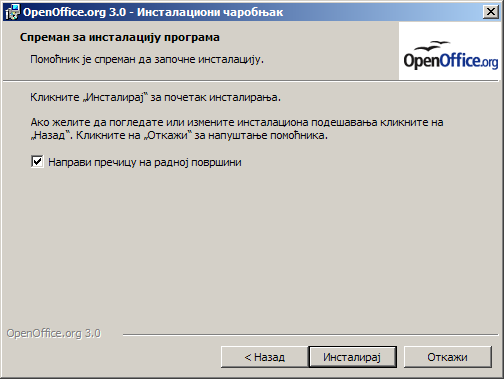 OpenOffice.org 3.0 - Инсталациони чаробњак
Спреман за инсталацију програма
Помоћник је спреман да започне инсталацију.
OpenOffice.org
Кликните „Инсталирај“ за почетак инсталирања.
Ако желите да погледате или измените инсталациона подешавања кликните на
„Назад“. Кликните на „Откажи“ за напуштање помоћника.
Направи пречицу на радној површини
OpenOffice.org 3.0
< Назад
Инсталирај
Откажи